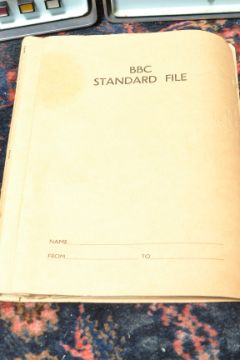 BBC
STANDARD FILE
NAME
FROM TO